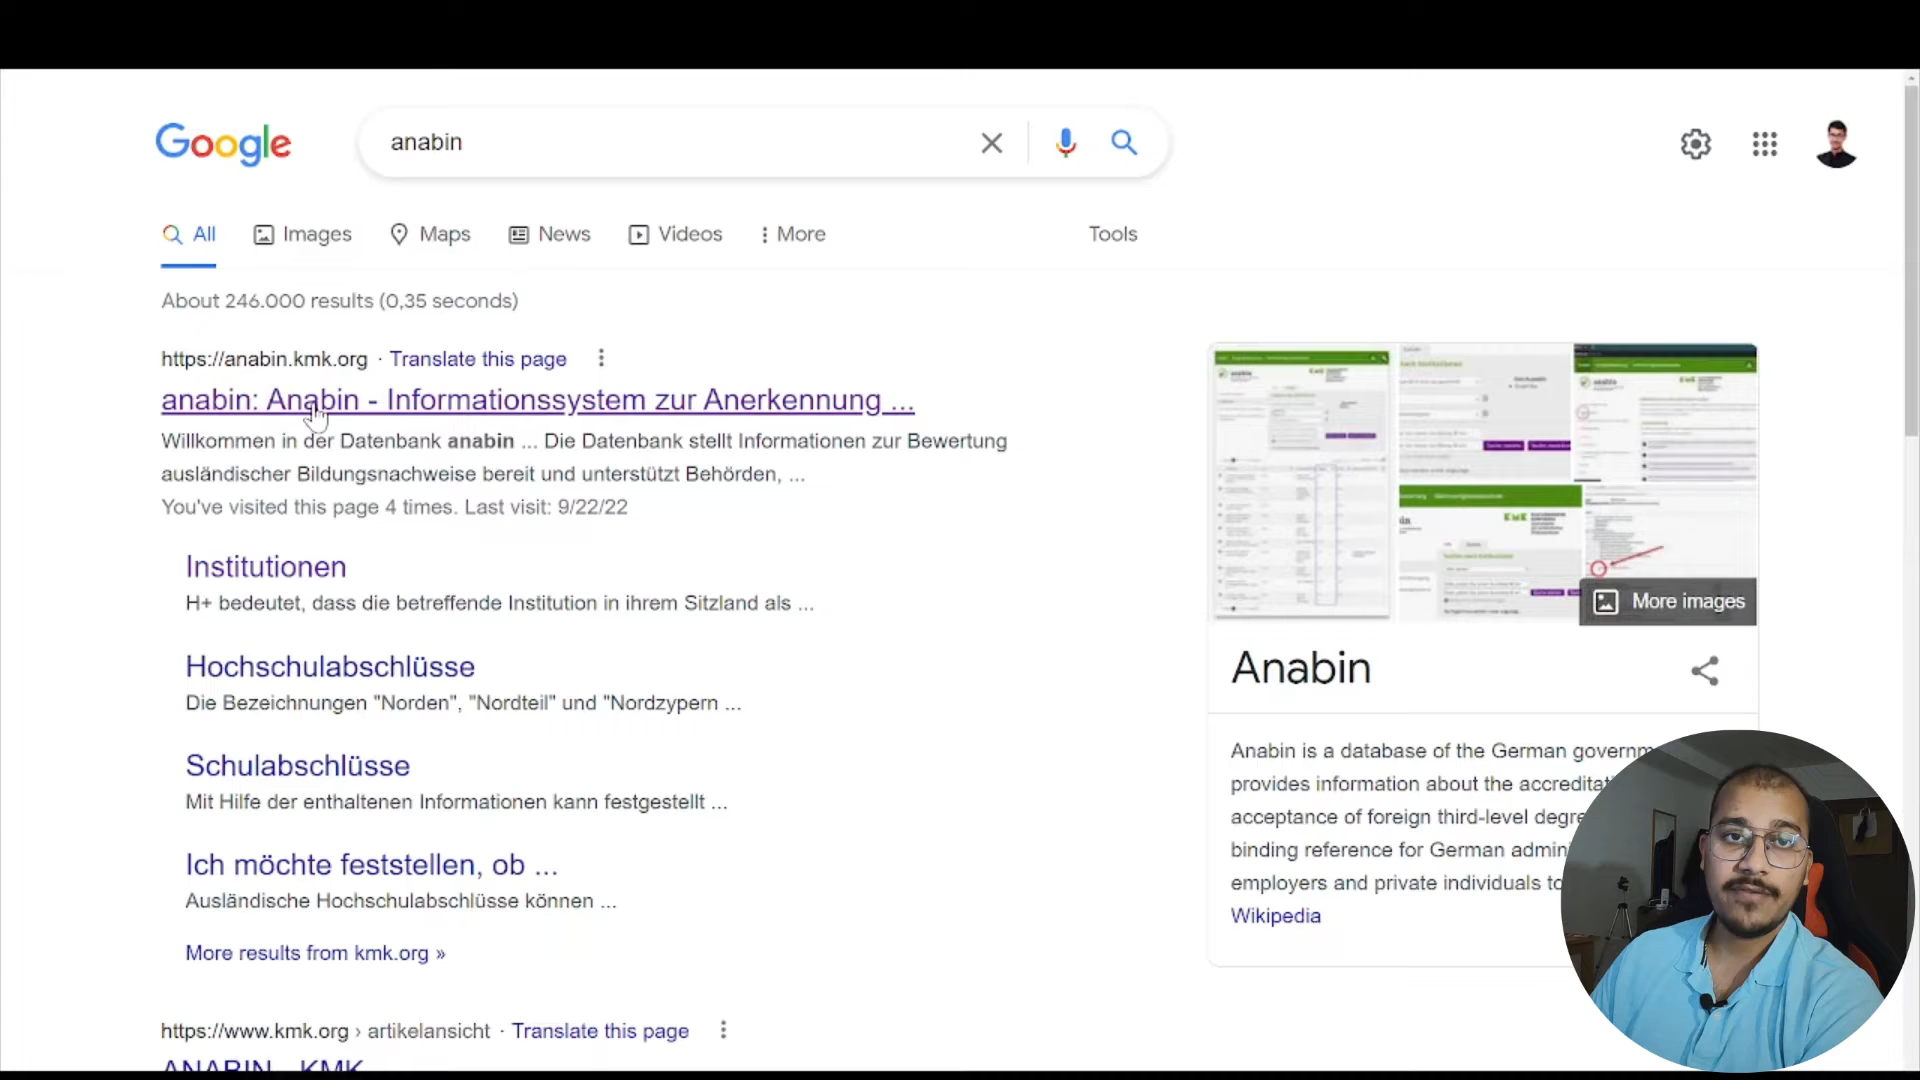 Google
anabin
All
Images
Maps
News
Videos
More
Tools
About 246.000 results (0,35 seconds)
https://anabin.kmk.org · Translate this page
anabin: Anabin - Informationssystem zur Anerkennung ...
Willkommen in der Datenbank anabin ... Die Datenbank stellt Informationen zur Bewertung
ausländischer Bildungsnachweise bereit und unterstützt Behörden, ...
You've visited this page 4 times. Last visit: 9/22/22
Institutionen
H+ bedeutet, dass die betreffende Institution in ihrem Sitzland als ...
Hochschulabschlüsse
Die Bezeichnungen "Norden", "Nordteil" und "Nordzypern ...
Schulabschlüsse
Mit Hilfe der enthaltenen Informationen kann festgestellt ...
Ich möchte feststellen, ob ...
Ausländische Hochschulabschlüsse können ...
More results from kmk.org »
https://www.kmk.org › artikelansicht · Translate this page
ANABIN - KMK
More images
Anabin
Anabin is a database of the German
provides information about the
acceptance of foreign third-level
binding reference for German
employers and private individuals
Wikipedia